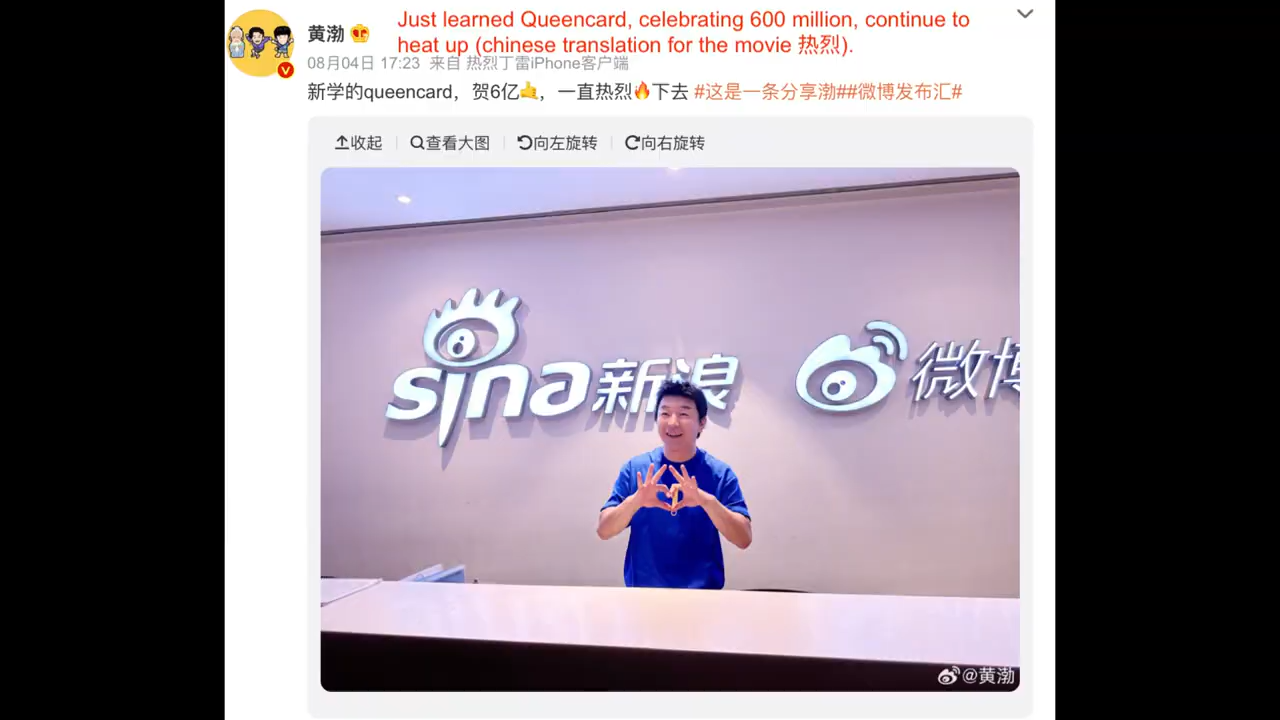 Just learned Queencard, celebrating 600 million, continue to
heat up (chinese translation for the movie 热烈).
黄渤
08月04日 17:23 来自 热烈丁雷iPhone客户端
新学的queencard，贺6亿🤙，一直热烈🔥下去 #这是一条分享渤##微博发布汇#
收起 查看大图 向左旋转 向右旋转
sina新浪 微博
@黄渤